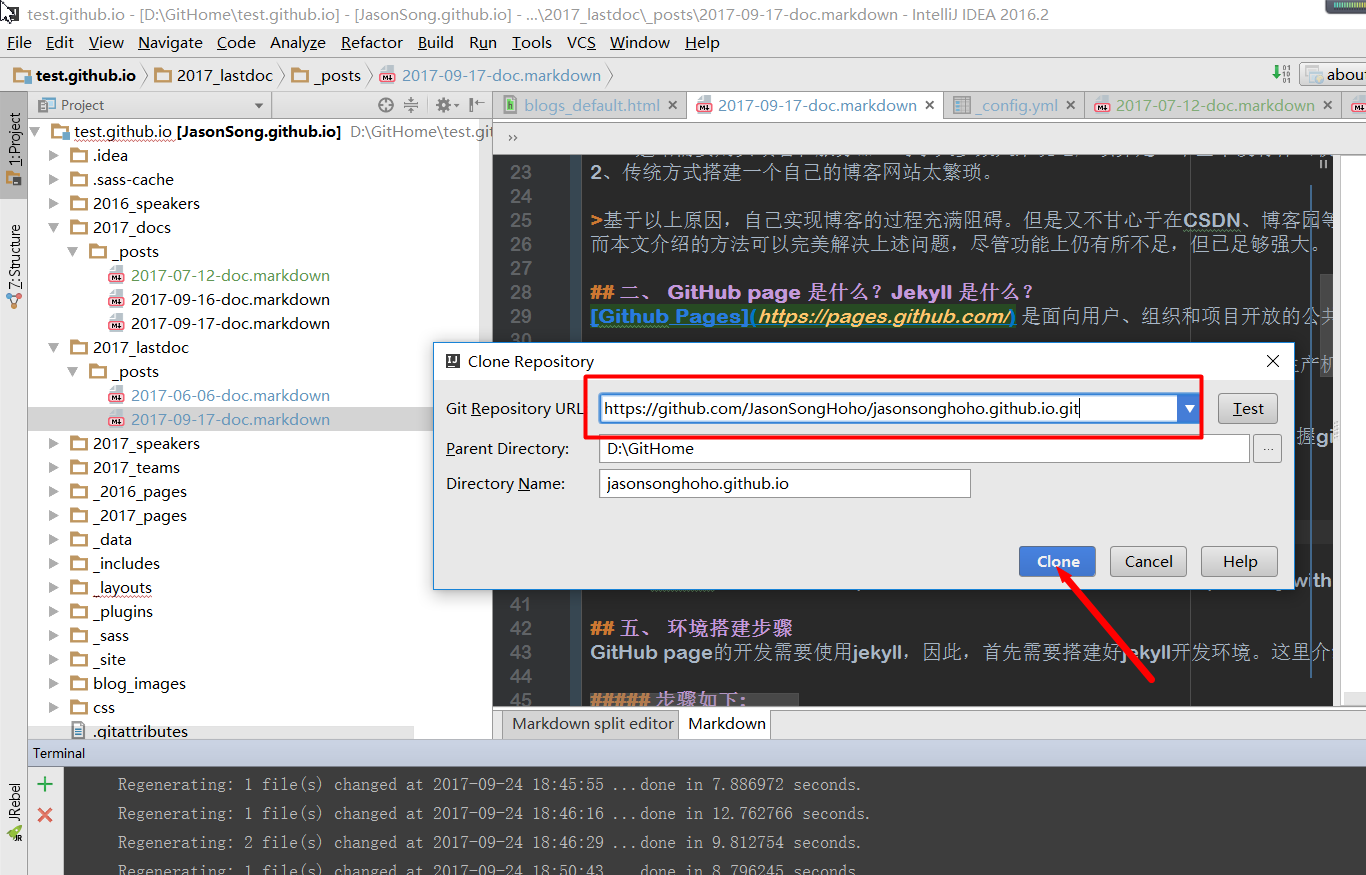 test.github.io - [D:\GitHome\test.github.io] - [JasonSong.github.io] - ...\2017_lastdoc\_posts\2017-09-17-doc.markdown - IntelliJ IDEA 2016.2
File Edit View Navigate Code Analyze Refactor Build Run Tools VCS Window Help
test.github.io 2017_lastdoc _posts 2017-09-17-doc.markdown
Project
blogs_default.html 2017-09-17-doc.markdown _config.yml 2017-07-12-doc.markdown
1: Project
7: Structure
JRebel
test.github.io [JasonSong.github.io] D:\GitHome\test.git
.idea
.sass-cache
2016_speakers
2017_docs
_posts
2017-07-12-doc.markdown
2017-09-16-doc.markdown
2017-09-17-doc.markdown
2017_lastdoc
_posts
2017-06-06-doc.markdown
2017-09-17-doc.markdown
2017_speakers
2017_teams
_2016_pages
_2017_pages
_data
_includes
_layouts
_plugins
_sass
_site
blog_images
css
.gitattributes
23 2、传统方式搭建一个自己的博客网站太繁琐。
24
25 >基于以上原因，自己实现博客的过程充满阻碍。但是又不甘心于在CSDN、博客园等
26 而本文介绍的方法可以完美解决上述问题，尽管功能上仍有所不足，但已足够强大。
27
28 ## 二、 GitHub page 是什么？Jekyll 是什么？
29 [Github Pages](https://pages.github.com/) 是面向用户、组织和项目开放的公共
30
Clone Repository
Git Repository URL https://github.com/JasonSongHoho/jasonsonghoho.github.io.git Test
Parent Directory: D:\GitHome ...
Directory Name: jasonsonghoho.github.io
Clone Cancel Help
生产机
握gi
with
41
42 ## 五、 环境搭建步骤
43 GitHub page的开发需要使用jekyll，因此，首先需要搭建好jekyll开发环境。这里介
44
45 ##### 步骤如下:
Markdown split editor Markdown
Terminal
Regenerating: 1 file(s) changed at 2017-09-24 18:45:55 ...done in 7.886972 seconds.
Regenerating: 1 file(s) changed at 2017-09-24 18:46:16 ...done in 12.762766 seconds.
Regenerating: 2 file(s) changed at 2017-09-24 18:46:29 ...done in 9.812754 seconds.
Regenerating: 1 file(s) changed at 2017-09-24 18:50:43 ...done in 8.796245 seconds.